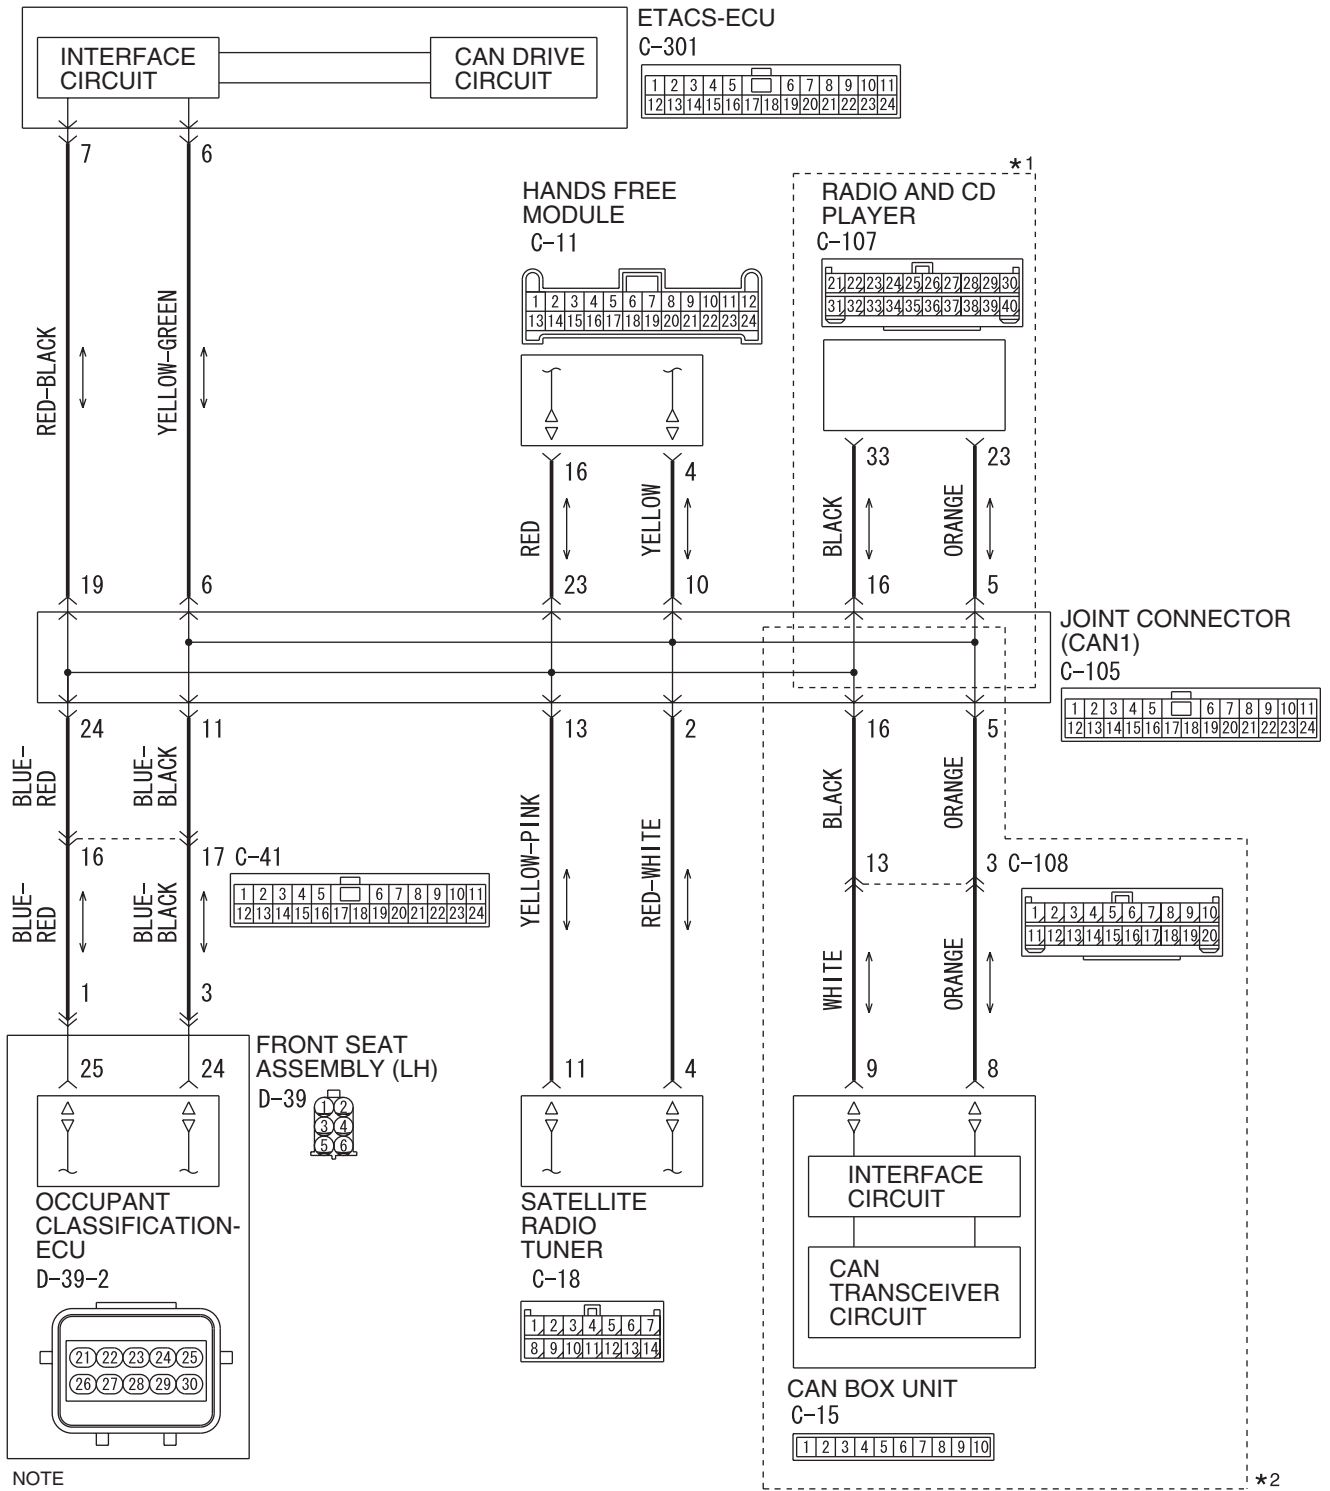 ETACS-ECU
C-301
INTERFACE
CIRCUIT
CAN DRIVE
CIRCUIT
1 2 3 4 5 6 7 8 9 10 11
12 13 14 15 16 17 18 19 20 21 22 23 24
7 6
*1
HANDS FREE
MODULE
C-11
RADIO AND CD
PLAYER
C-107
21 22 23 24 25 26 27 28 29 30
31 32 33 34 35 36 37 38 39 40
1 2 3 4 5 6 7 8 9 10 11 12
13 14 15 16 17 18 19 20 21 22 23 24
RED-BLACK
YELLOW-GREEN
16 4 33 23
RED
YELLOW
BLACK
ORANGE
19 6 23 10 16 5
JOINT CONNECTOR
(CAN1)
C-105
1 2 3 4 5 6 7 8 9 10 11
12 13 14 15 16 17 18 19 20 21 22 23 24
24 11 13 2 16 5
BLUE-
RED
BLUE-
BLACK
YELLOW-PINK
RED-WHITE
BLACK
ORANGE
16 17 C-41
1 2 3 4 5 6 7 8 9 10 11
12 13 14 15 16 17 18 19 20 21 22 23 24
13 3 C-108
1 2 3 4 5 6 7 8 9 10
11 12 13 14 15 16 17 18 19 20
BLUE-
RED
BLUE-
BLACK
WHITE
ORANGE
1 3
FRONT SEAT
ASSEMBLY (LH)
D-39
1 2
3 4
5 6
25 24 11 4 9 8
OCCUPANT
CLASSIFICATION-
ECU
D-39-2
21 22 23 24 25
26 27 28 29 30
SATELLITE
RADIO
TUNER
C-18
1 2 3 4 5 6 7
8 9 10 11 12 13 14
INTERFACE
CIRCUIT
CAN
TRANSCEIVER
CIRCUIT
CAN BOX UNIT
C-15
1 2 3 4 5 6 7 8 9 10
NOTE
*2